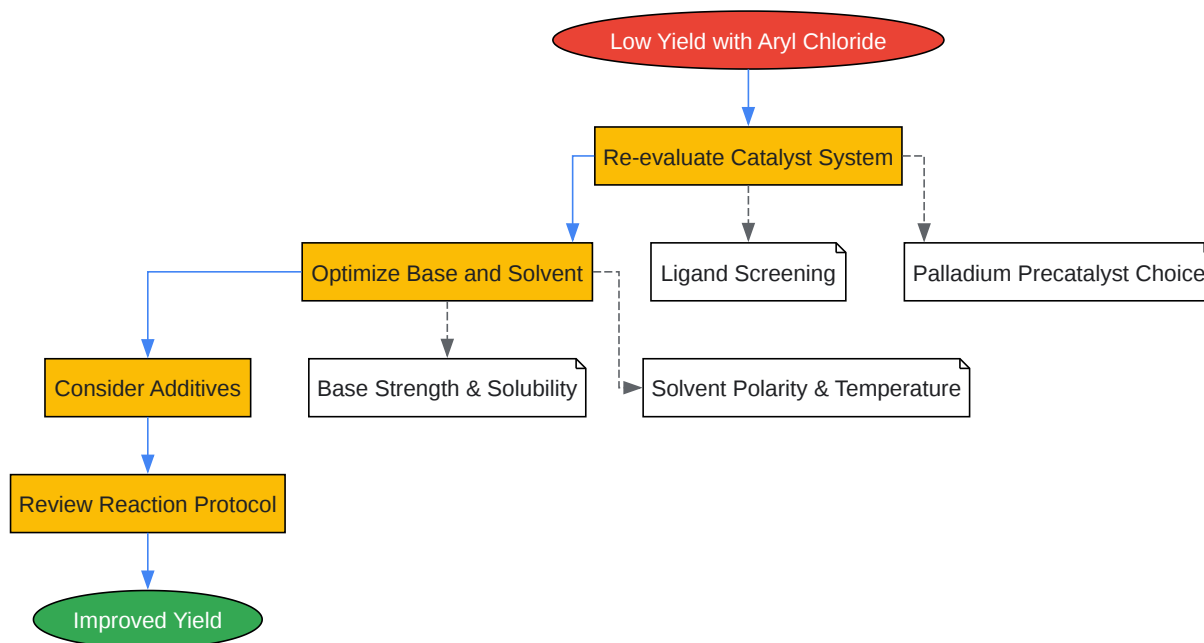 Low Yield with Aryl Chloride
Re-evaluate Catalyst System
Optimize Base and Solvent
Ligand Screening
Palladium Precatalyst Choice
Consider Additives
Base Strength & Solubility
Solvent Polarity & Temperature
Review Reaction Protocol
Improved Yield